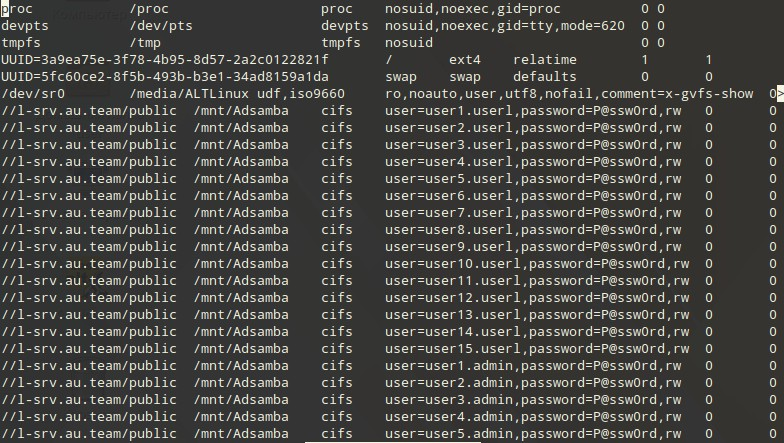 proc /proc proc nosuid,noexec,gid=proc 0 0
devpts /dev/pts devpts nosuid,noexec,gid=tty,mode=620 0 0
tmpfs /tmp tmpfs nosuid 0 0
UUID=3a9ea75e-3f78-4b95-8d57-2a2c0122821f / ext4 relatime 1 1
UUID=5fc60ce2-8f5b-493b-b3e1-34ad8159a1da swap swap defaults 0 0
/dev/sr0 /media/ALTLinux udf,iso9660 ro,noauto,user,utf8,nofail,comment=x-gvfs-show 0>
//l-srv.au.team/public /mnt/Adsamba cifs user=user1.userl,password=P@ssw0rd,rw 0 0
//l-srv.au.team/public /mnt/Adsamba cifs user=user2.userl,password=P@ssw0rd,rw 0 0
//l-srv.au.team/public /mnt/Adsamba cifs user=user3.userl,password=P@ssw0rd,rw 0 0
//l-srv.au.team/public /mnt/Adsamba cifs user=user4.userl,password=P@ssw0rd,rw 0 0
//l-srv.au.team/public /mnt/Adsamba cifs user=user5.userl,password=P@ssw0rd,rw 0 0
//l-srv.au.team/public /mnt/Adsamba cifs user=user6.userl,password=P@ssw0rd,rw 0 0
//l-srv.au.team/public /mnt/Adsamba cifs user=user7.userl,password=P@ssw0rd,rw 0 0
//l-srv.au.team/public /mnt/Adsamba cifs user=user8.userl,password=P@ssw0rd,rw 0 0
//l-srv.au.team/public /mnt/Adsamba cifs user=user9.userl,password=P@ssw0rd,rw 0 0
//l-srv.au.team/public /mnt/Adsamba cifs user=user10.userl,password=P@ssw0rd,rw 0 0
//l-srv.au.team/public /mnt/Adsamba cifs user=user11.userl,password=P@ssw0rd,rw 0 0
//l-srv.au.team/public /mnt/Adsamba cifs user=user12.userl,password=P@ssw0rd,rw 0 0
//l-srv.au.team/public /mnt/Adsamba cifs user=user13.userl,password=P@ssw0rd,rw 0 0
//l-srv.au.team/public /mnt/Adsamba cifs user=user14.userl,password=P@ssw0rd,rw 0 0
//l-srv.au.team/public /mnt/Adsamba cifs user=user15.userl,password=P@ssw0rd,rw 0 0
//l-srv.au.team/public /mnt/Adsamba cifs user=user1.admin,password=P@ssw0rd,rw 0 0
//l-srv.au.team/public /mnt/Adsamba cifs user=user2.admin,password=P@ssw0rd,rw 0 0
//l-srv.au.team/public /mnt/Adsamba cifs user=user3.admin,password=P@ssw0rd,rw 0 0
//l-srv.au.team/public /mnt/Adsamba cifs user=user4.admin,password=P@ssw0rd,rw 0 0
//l-srv.au.team/public /mnt/Adsamba cifs user=user5.admin,password=P@ssw0rd,rw 0 0